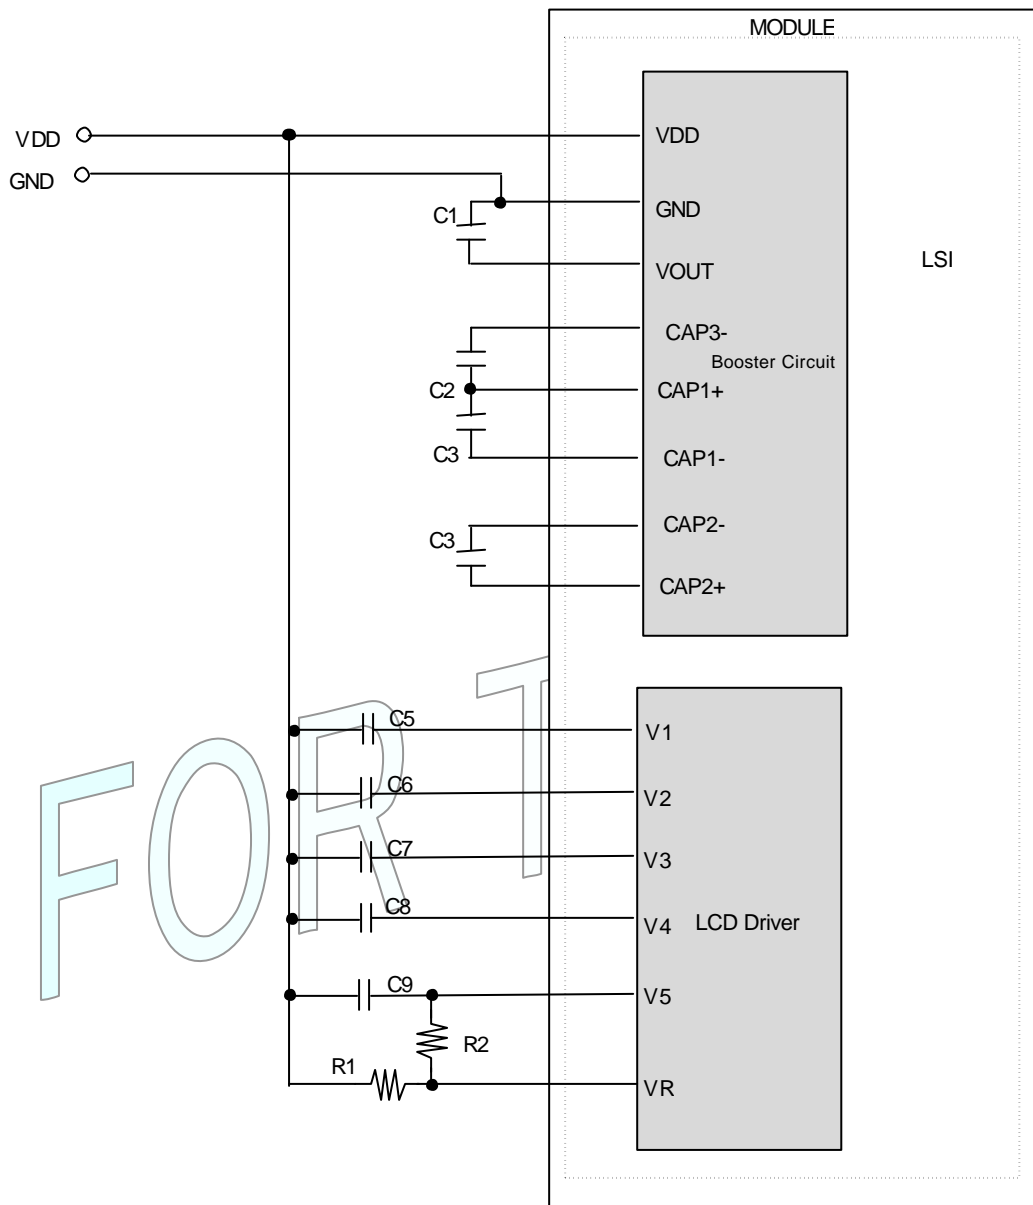 MODULE
VDD
VDD
GND
C1
GND
VOUT
LSI
CAP3-
Booster Circuit
C2
CAP1+
C3
CAP1-
CAP2-
C3
CAP2+
C5
V1
C6
V2
C7
V3
C8
V4
LCD Driver
C9
V5
R2
R1
VR
FOR T